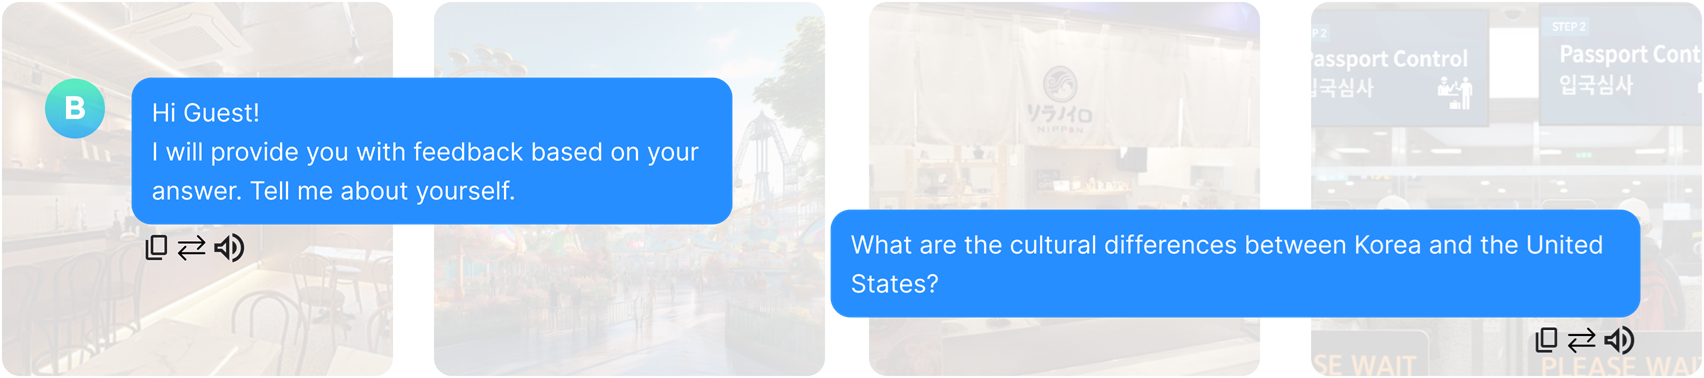 B
Hi Guest!
I will provide you with feedback based on your
answer. Tell me about yourself.
ソラノイロ
NIPPON
What are the cultural differences between Korea and the United
States?
P 2
Passport Control
입국심사
STEP 2
Passport Cont
입국심사
SE WAIT
PLEASE WAIT